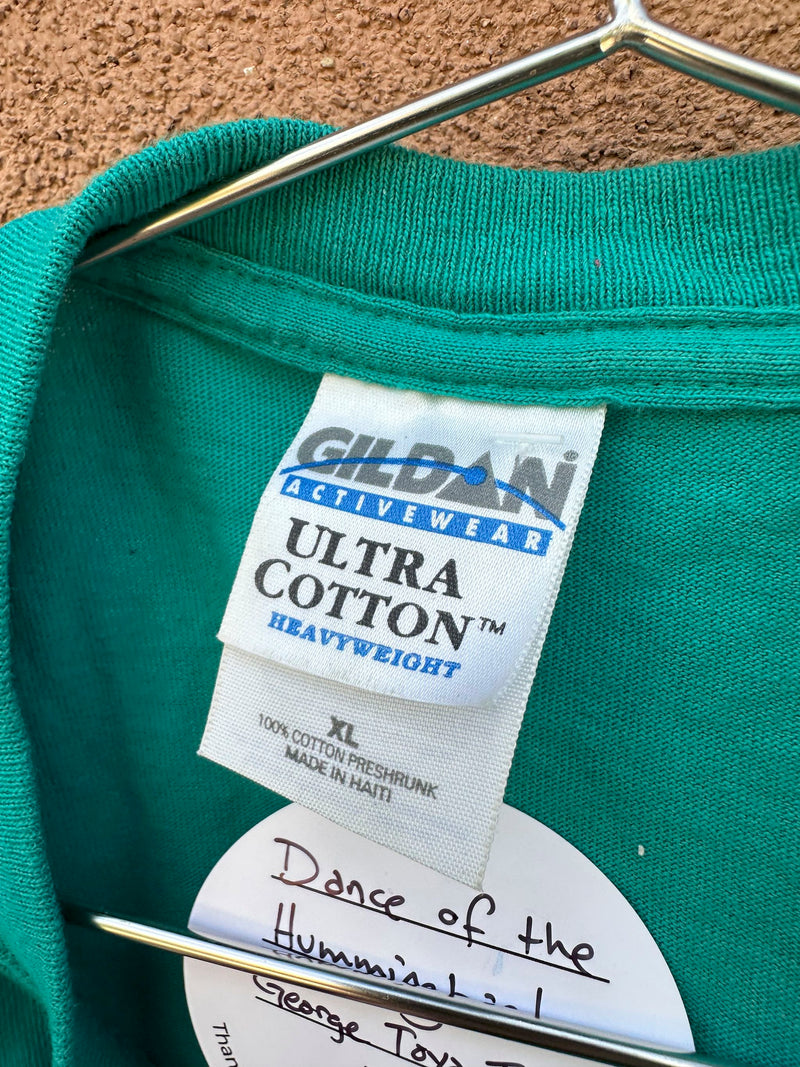 GILDAN
ACTIVEWEAR
ULTRA
COTTON™
HEAVYWEIGHT
XL
100% COTTON PRESHRUNK
MADE IN HAITI
Dance of the
Hummingbird
George Toya